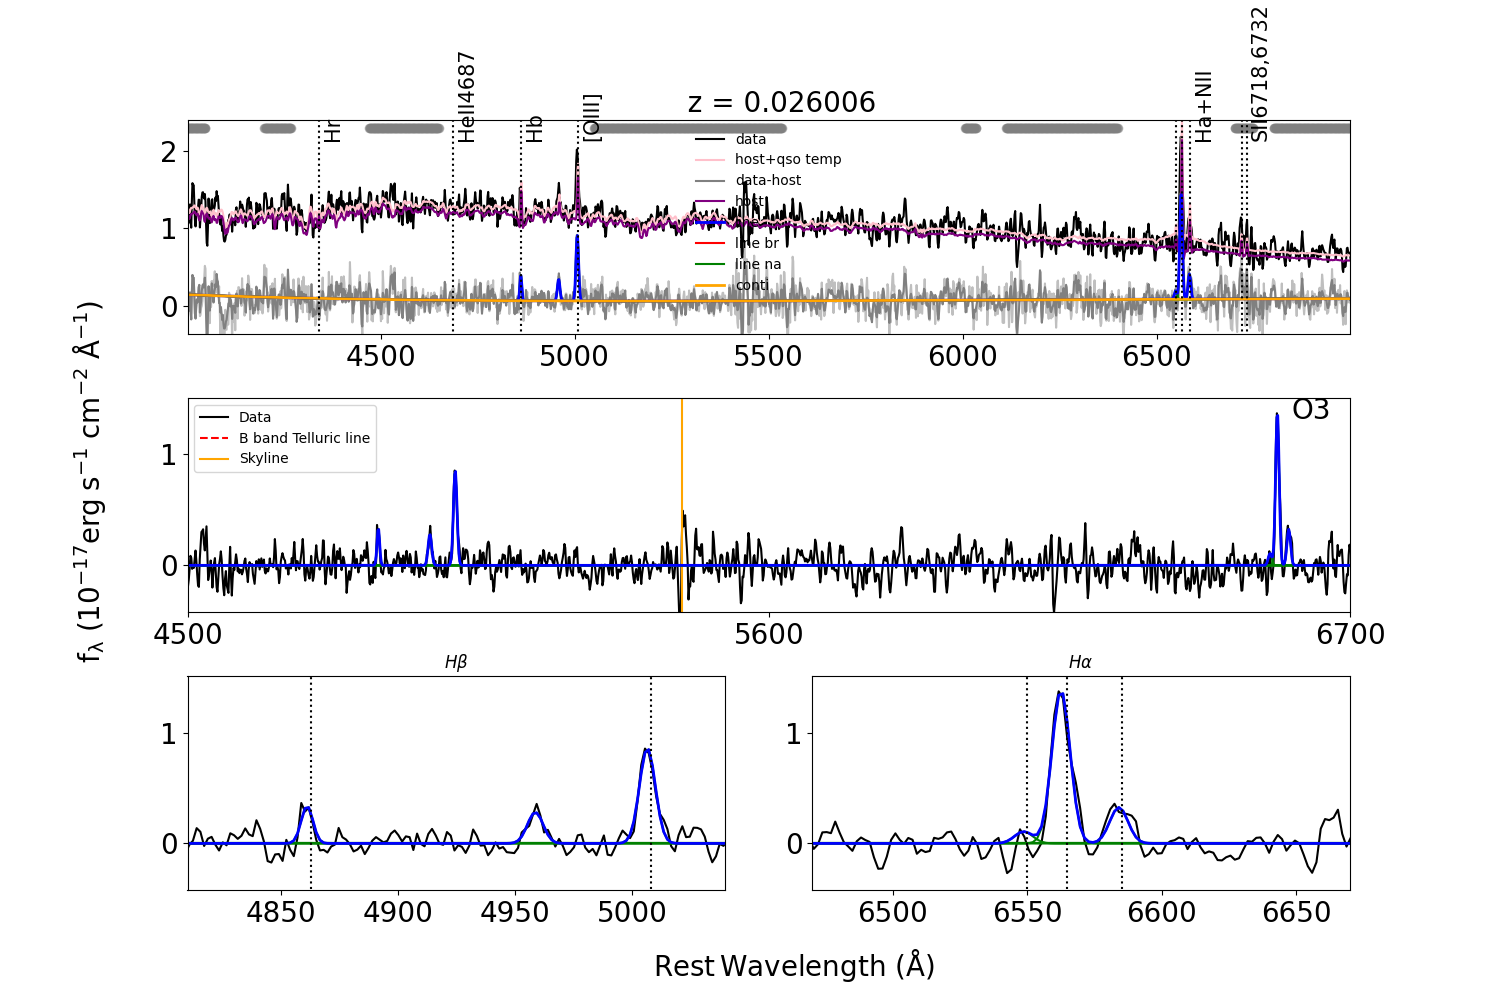 z = 0.026006
Hr
HeII4687
Hb
[OIII]
Ha+NII
SII6718,6732
data
host+qso temp
data-host
host
line br
line na
conti
2
1
0
4500 5000 5500 6000 6500
fλ (10⁻¹⁷erg s⁻¹ cm⁻² Å⁻¹)
Data
B band Telluric line
Skyline
O3
1
0
4500 5600 6700
Hβ
1
0
4850 4900 4950 5000
Hα
1
0
6500 6550 6600 6650
Rest Wavelength (Å)